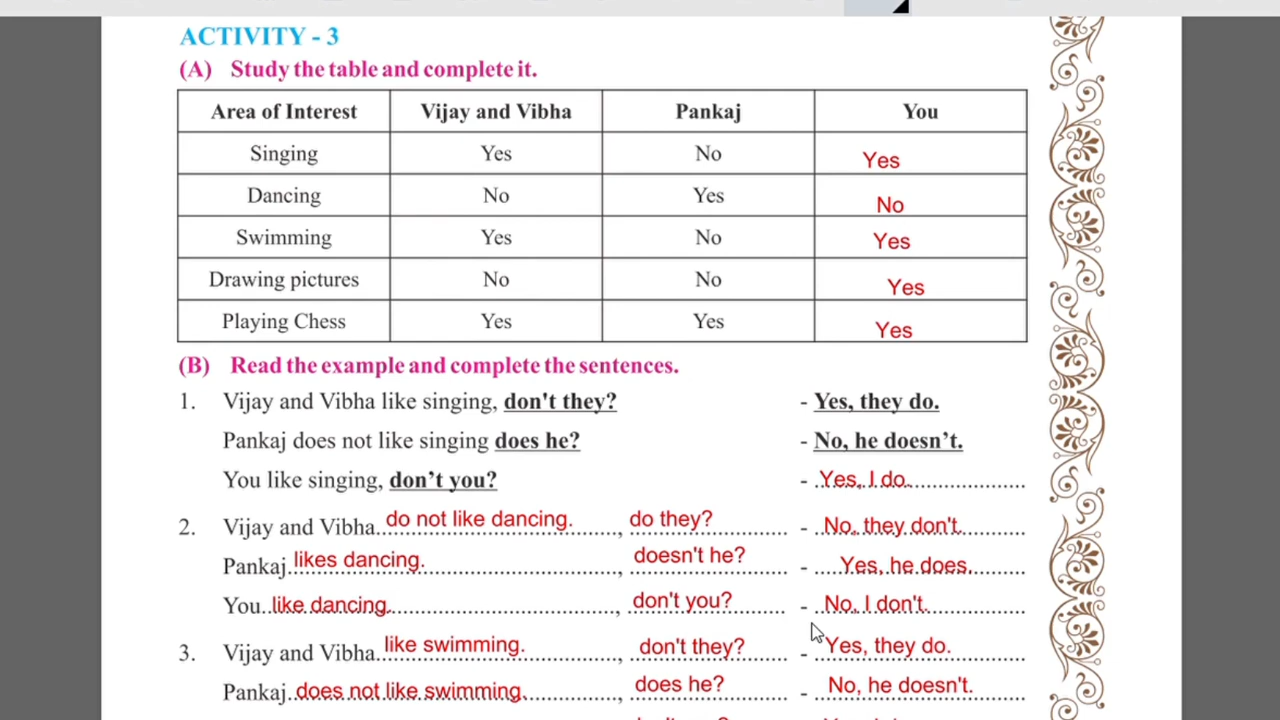 ACTIVITY - 3
(A) Study the table and complete it.
Area of Interest Vijay and Vibha Pankaj You
Singing Yes No Yes
Dancing No Yes No
Swimming Yes No Yes
Drawing pictures No No Yes
Playing Chess Yes Yes Yes
(B) Read the example and complete the sentences.
1. Vijay and Vibha like singing, don't they? - Yes, they do.
Pankaj does not like singing does he? - No, he doesn't.
You like singing, don't you? - Yes, I do.
2. Vijay and Vibha do not like dancing. , do they? - No, they don't.
Pankaj likes dancing. , doesn't he? - Yes, he does.
You like dancing. , don't you? - No, I don't.
3. Vijay and Vibha like swimming. , don't they? - Yes, they do.
Pankaj does not like swimming. , does he? - No, he doesn't.